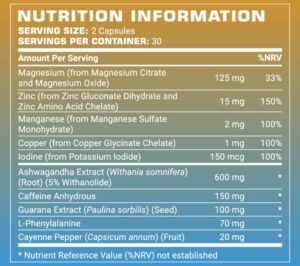 NUTRITION INFORMATION
SERVING SIZE: 2 Capsules
SERVINGS PER CONTAINER: 30
Amount Per Serving %NRV
Magnesium (from Magnesium Citrate
and Magnesium Oxide) 125 mg 33%
Zinc (from Zinc Gluconate Dihydrate and
Zinc Amino Acid Chelate) 15 mg 150%
Manganese (from Manganese Sulfate
Monohydrate) 2 mg 100%
Copper (from Copper Glycinate Chelate) 1 mg 100%
Iodine (from Potassium Iodide) 150 mcg 100%
Ashwagandha Extract (Withania somnifera)
(Root) (5% Withanolide) 600 mg *
Caffeine Anhydrous 150 mg *
Guarana Extract (Paulina sorbilis) (Seed) 100 mg *
L-Phenylalanine 70 mg *
Cayenne Pepper (Capsicum annum) (Fruit) 20 mg *
* Nutrient Reference Value (%NRV) not established